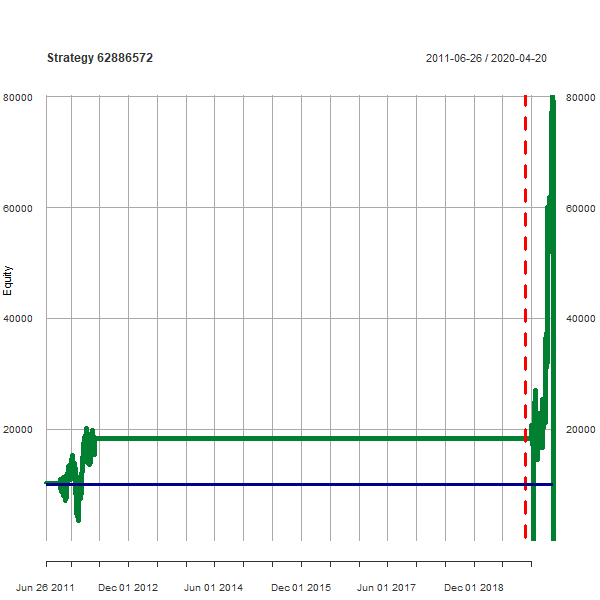 Strategy 62886572 2011-06-26 / 2020-04-20
80000 80000
60000 60000
Equity
40000 40000
20000 20000
Jun 26 2011 Dec 01 2012 Jun 01 2014 Dec 01 2015 Jun 01 2017 Dec 01 2018